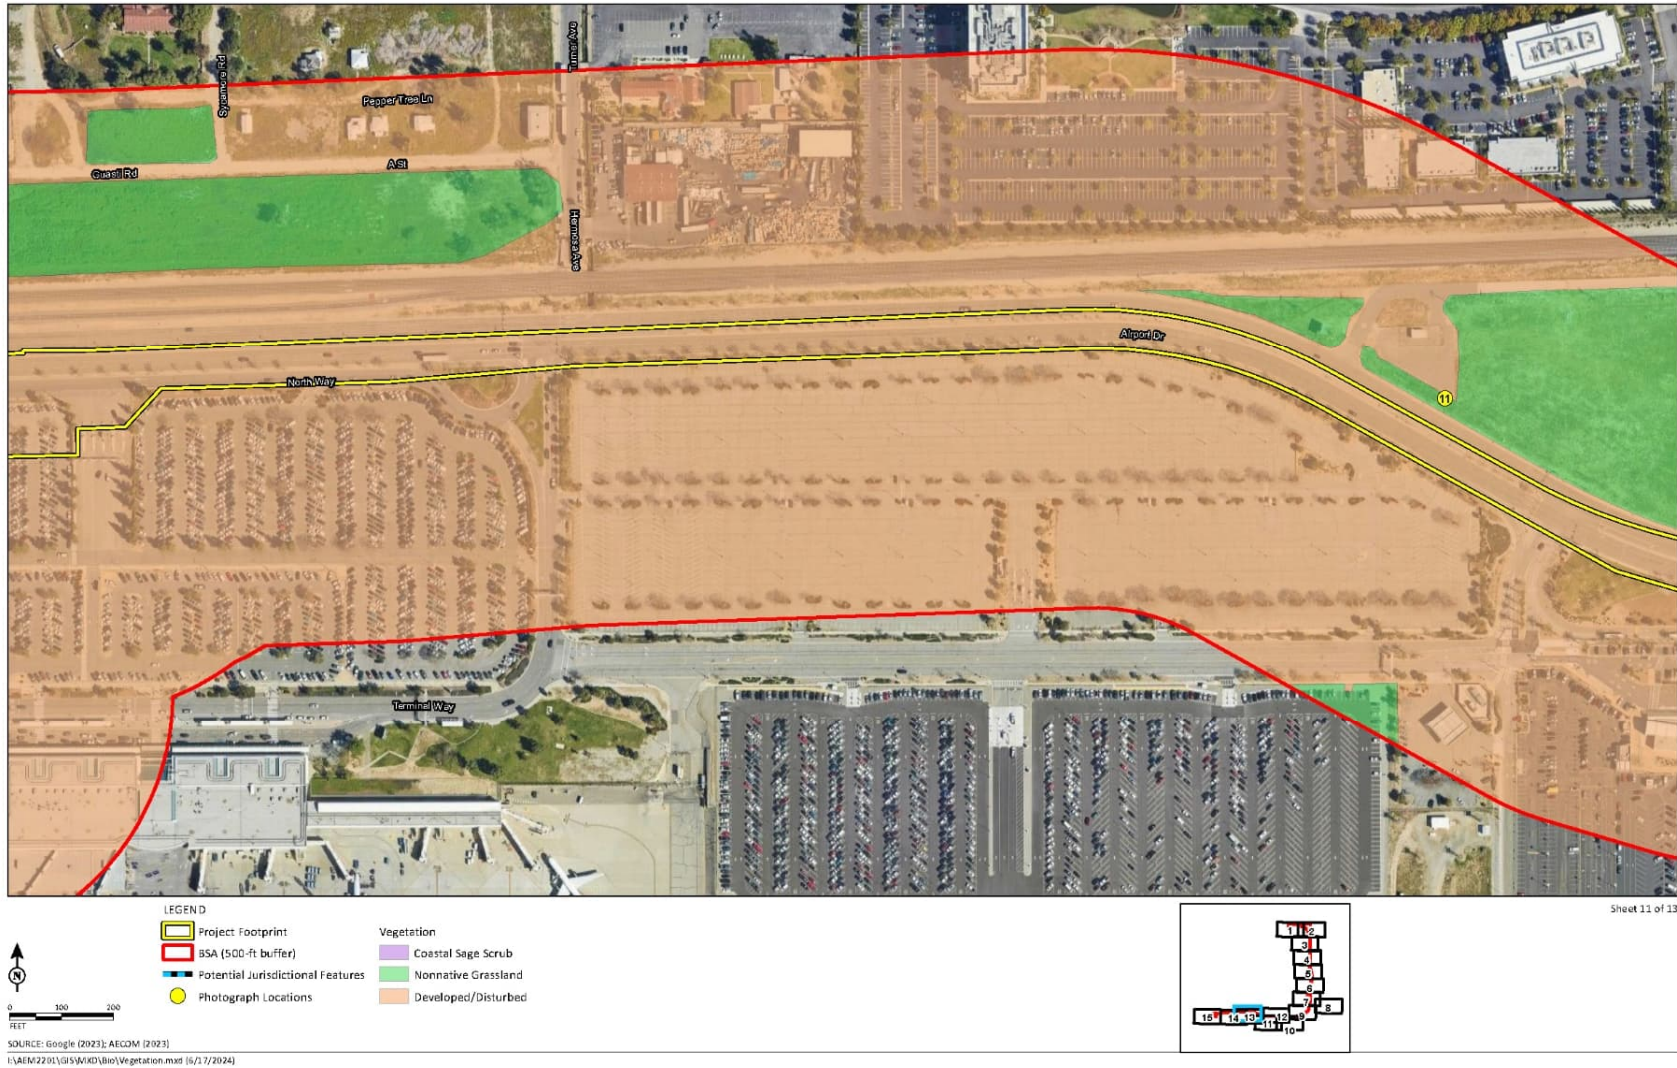 Turner Ave
Sycamore Rd
Pepper Tree Ln
A St
Guasti Rd
Hermosa Ave
Airport Dr
North Way
11
Terminal Way
LEGEND
Project Footprint
BSA (500-ft buffer)
Potential Jurisdictional Features
Photograph Locations
Vegetation
Coastal Sage Scrub
Nonnative Grassland
Developed/Disturbed
N
0 100 200
FEET
SOURCE: Google (2023); AECOM (2023)
I:\AEM2201\GIS\MXD\Bio\Vegetation.mxd (6/17/2024)
Sheet 11 of 13
1 2
3
4
5
6
7 8
15 14 13 12 9
11 10